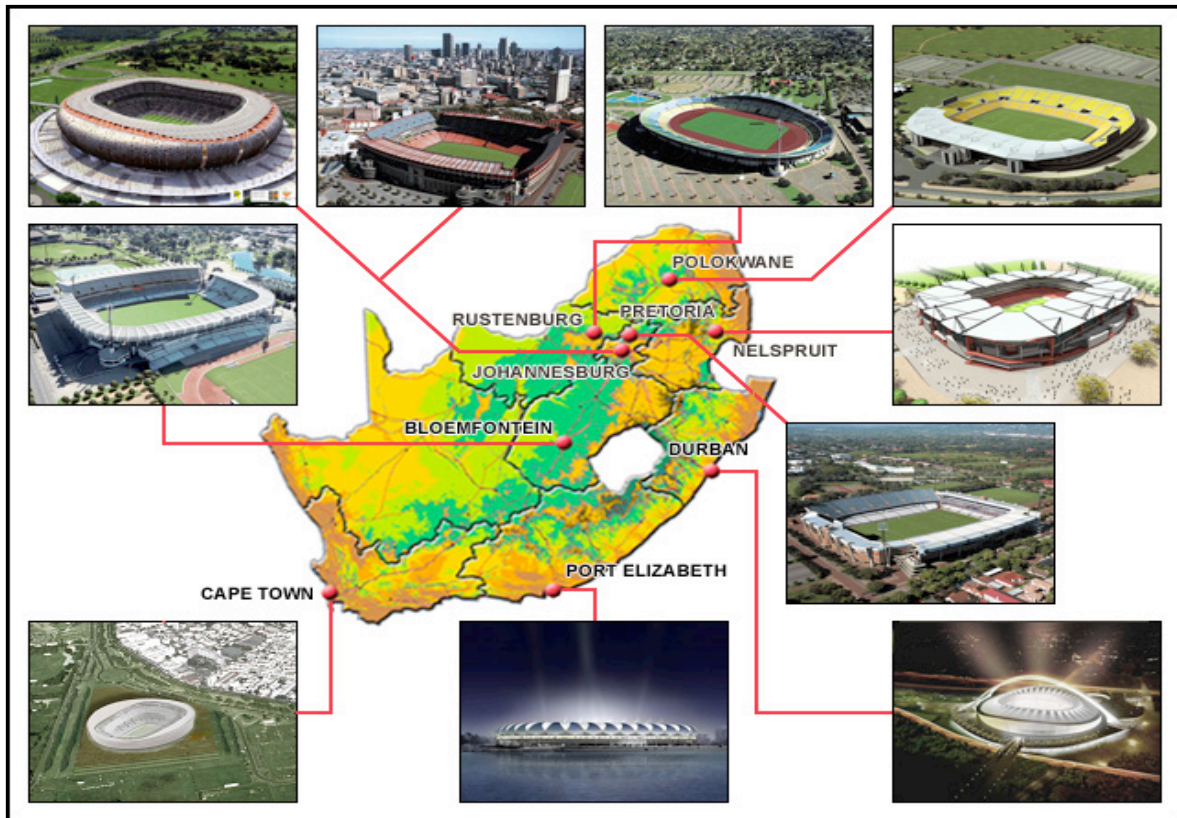 POLOKWANE
PRETORIA
RUSTENBURG
NELSPRUIT
JOHANNESBURG
BLOEMFONTEIN
DURBAN
PORT ELIZABETH
CAPE TOWN